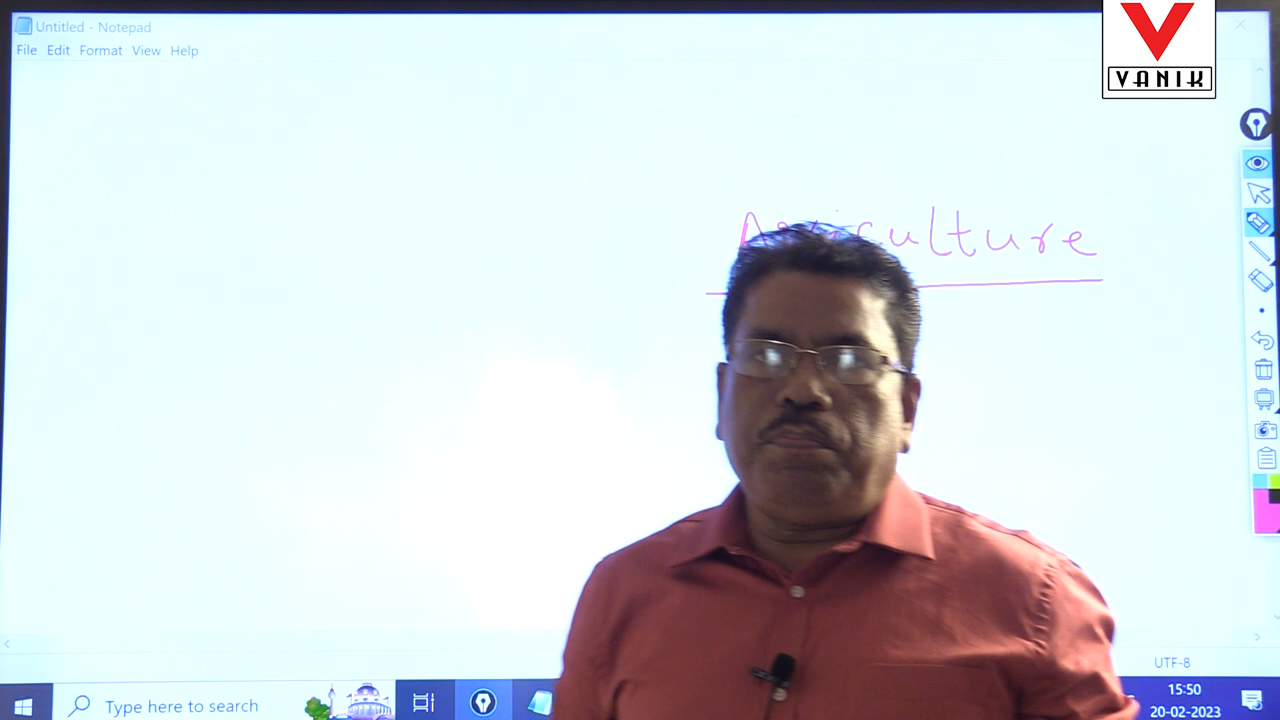 Untitled - Notepad
File Edit Format View Help
VANIK
Agriculture
UTF-8
Type here to search
15:50
20-02-2023